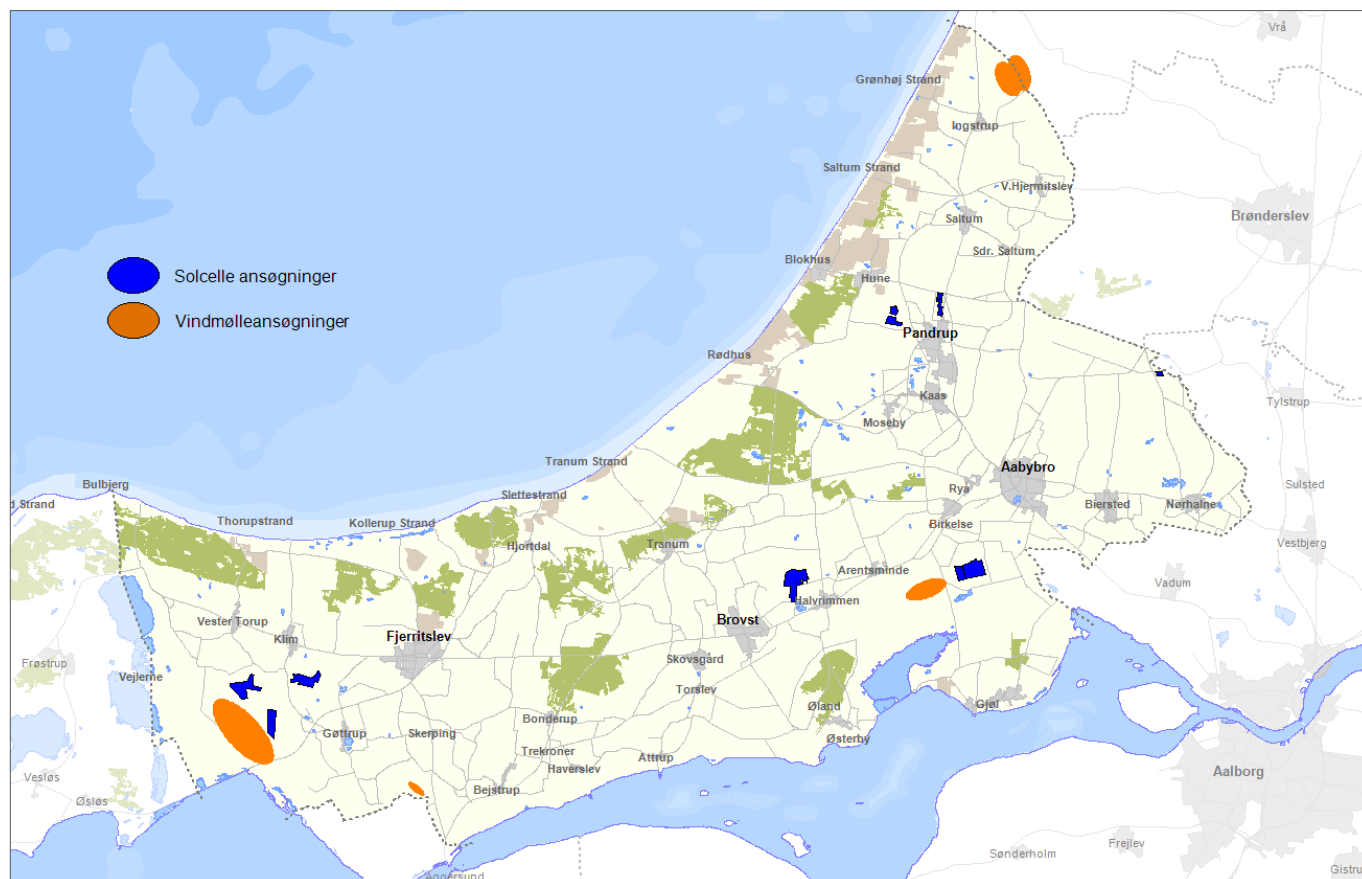 Vrå
Grønhøj Strand
Ingstrup
Saltum Strand
V.Hjermitslev
Saltum
Brønderslev
Sdr. Saltum
Blokhus
Hune
Solcelle ansøgninger
Vindmølleansøgninger
Pandrup
Rødhus
Kaas
Tylstrup
Moseby
Tranum Strand
Aabybro
Bulbjerg
Rya
Sulsted
Slettestrand
d Strand
Biersted
Nørhalne
Thorupstrand
Kollerup Strand
Birkelse
Hjortdal
Tranum
Vestbjerg
Arentsminde
Vadum
Halvrimmen
Vester Torup
Brovst
Klim
Fjerritslev
Frøstrup
Skovsgård
Vejlerne
Torslev
Øland
Gjøl
Bonderup
Gøttrup
Skerping
Østerby
Trekroner
Attrup
Haverslev
Aalborg
Vesløs
Bejstrup
Øsløs
Frejlev
Sønderholm
Gistru
Aggersund